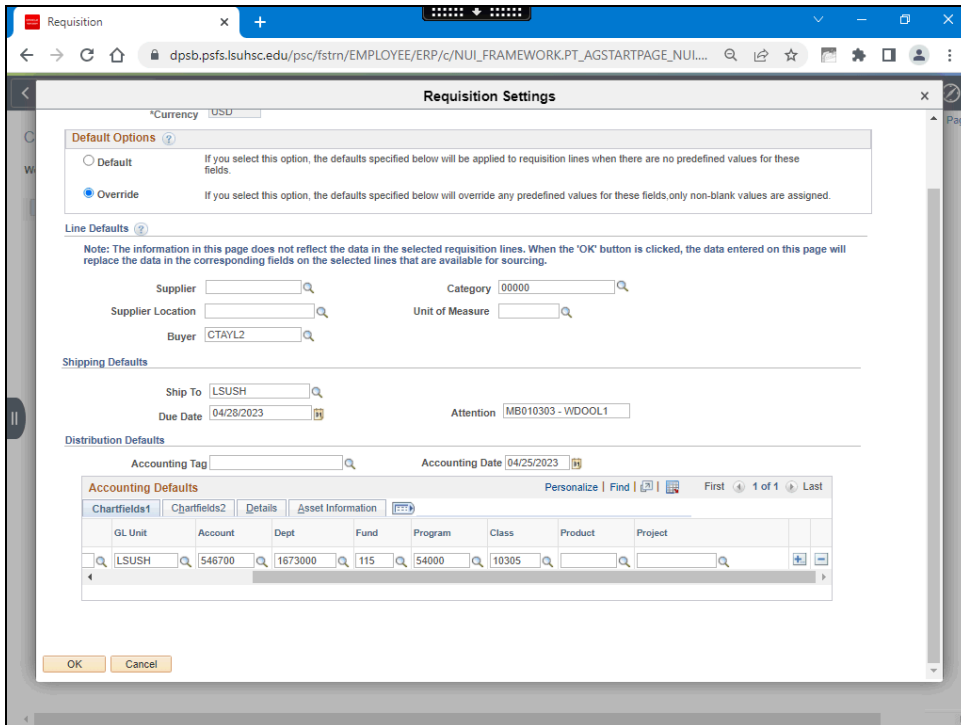 Requisition
dpsb.psfs.lsuhsc.edu/psc/fstrn/EMPLOYEE/ERP/c/NUI_FRAMEWORK.PT_AGSTARTPAGE_NUI....
Requisition Settings
*Currency USD
Default Options
Default If you select this option, the defaults specified below will be applied to requisition lines when there are no predefined values for these
fields.
Override If you select this option, the defaults specified below will override any predefined values for these fields,only non-blank values are assigned.
Line Defaults
Note: The information in this page does not reflect the data in the selected requisition lines. When the 'OK' button is clicked, the data entered on this page will
replace the data in the corresponding fields on the selected lines that are available for sourcing.
Supplier Category 00000
Supplier Location Unit of Measure
Buyer CTAYL2
Shipping Defaults
Ship To LSUSH
Due Date 04/28/2023 Attention MB010303 - WDOOL1
Distribution Defaults
Accounting Tag Accounting Date 04/25/2023
Accounting Defaults Personalize | Find | First 1 of 1 Last
Chartfields1 Chartfields2 Details Asset Information
GL Unit Account Dept Fund Program Class Product Project
LSUSH 546700 1673000 115 54000 10305
OK Cancel